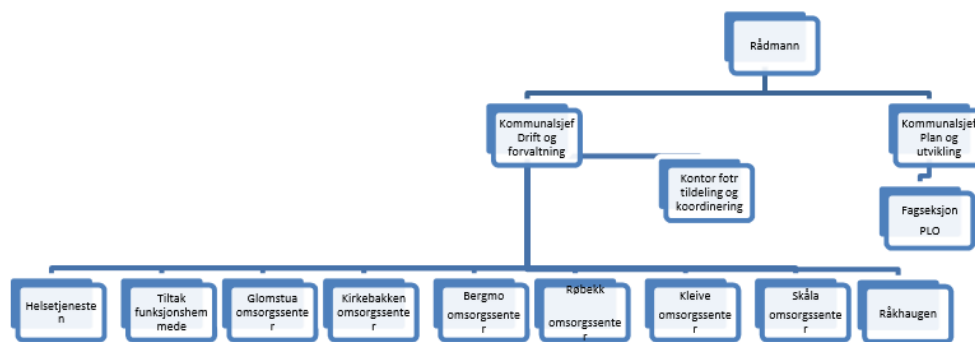 Rådmann
Kommunalsjef
Drift og
forvaltning
Kommunalsjef
Plan og
utvikling
Kontor fotr
tildeling og
koordinering
Fagseksjon
PLO
Helsetjeneste
n
Tiltak
funksjonshem
mede
Glomstua
omsorgssente
r
Kirkebakken
omsorgssente
r
Bergmo
omsorgssente
r
Røbekk
omsorgssente
r
Kleive
omsorgssente
r
Skåla
omsorgssente
r
Råkhaugen